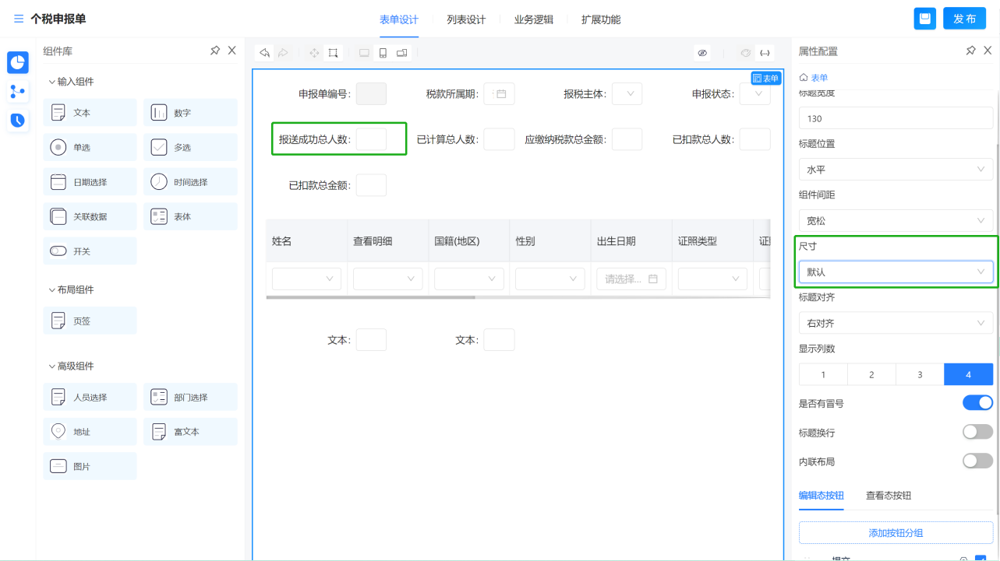 个税申报单
表单设计
列表设计
业务逻辑
扩展功能
发布
组件库
输入组件
文本
数字
单选
多选
日期选择
时间选择
关联数据
表体
开关
布局组件
页签
高级组件
人员选择
部门选择
地址
富文本
图片
表单
申报单编号:
税款所属期:
报税主体:
申报状态:
报送成功总人数:
已计算总人数:
应缴纳税款总金额:
已扣款总人数:
已扣款总金额:
姓名
查看明细
国籍(地区)
性别
出生日期
证照类型
请选择...
文本:
文本:
属性配置
表单
标题宽度
130
标题位置
水平
组件间距
宽松
尺寸
默认
标题对齐
右对齐
显示列数
1 2 3 4
是否有冒号
标题换行
内联布局
编辑态按钮
查看态按钮
添加按钮分组
提交